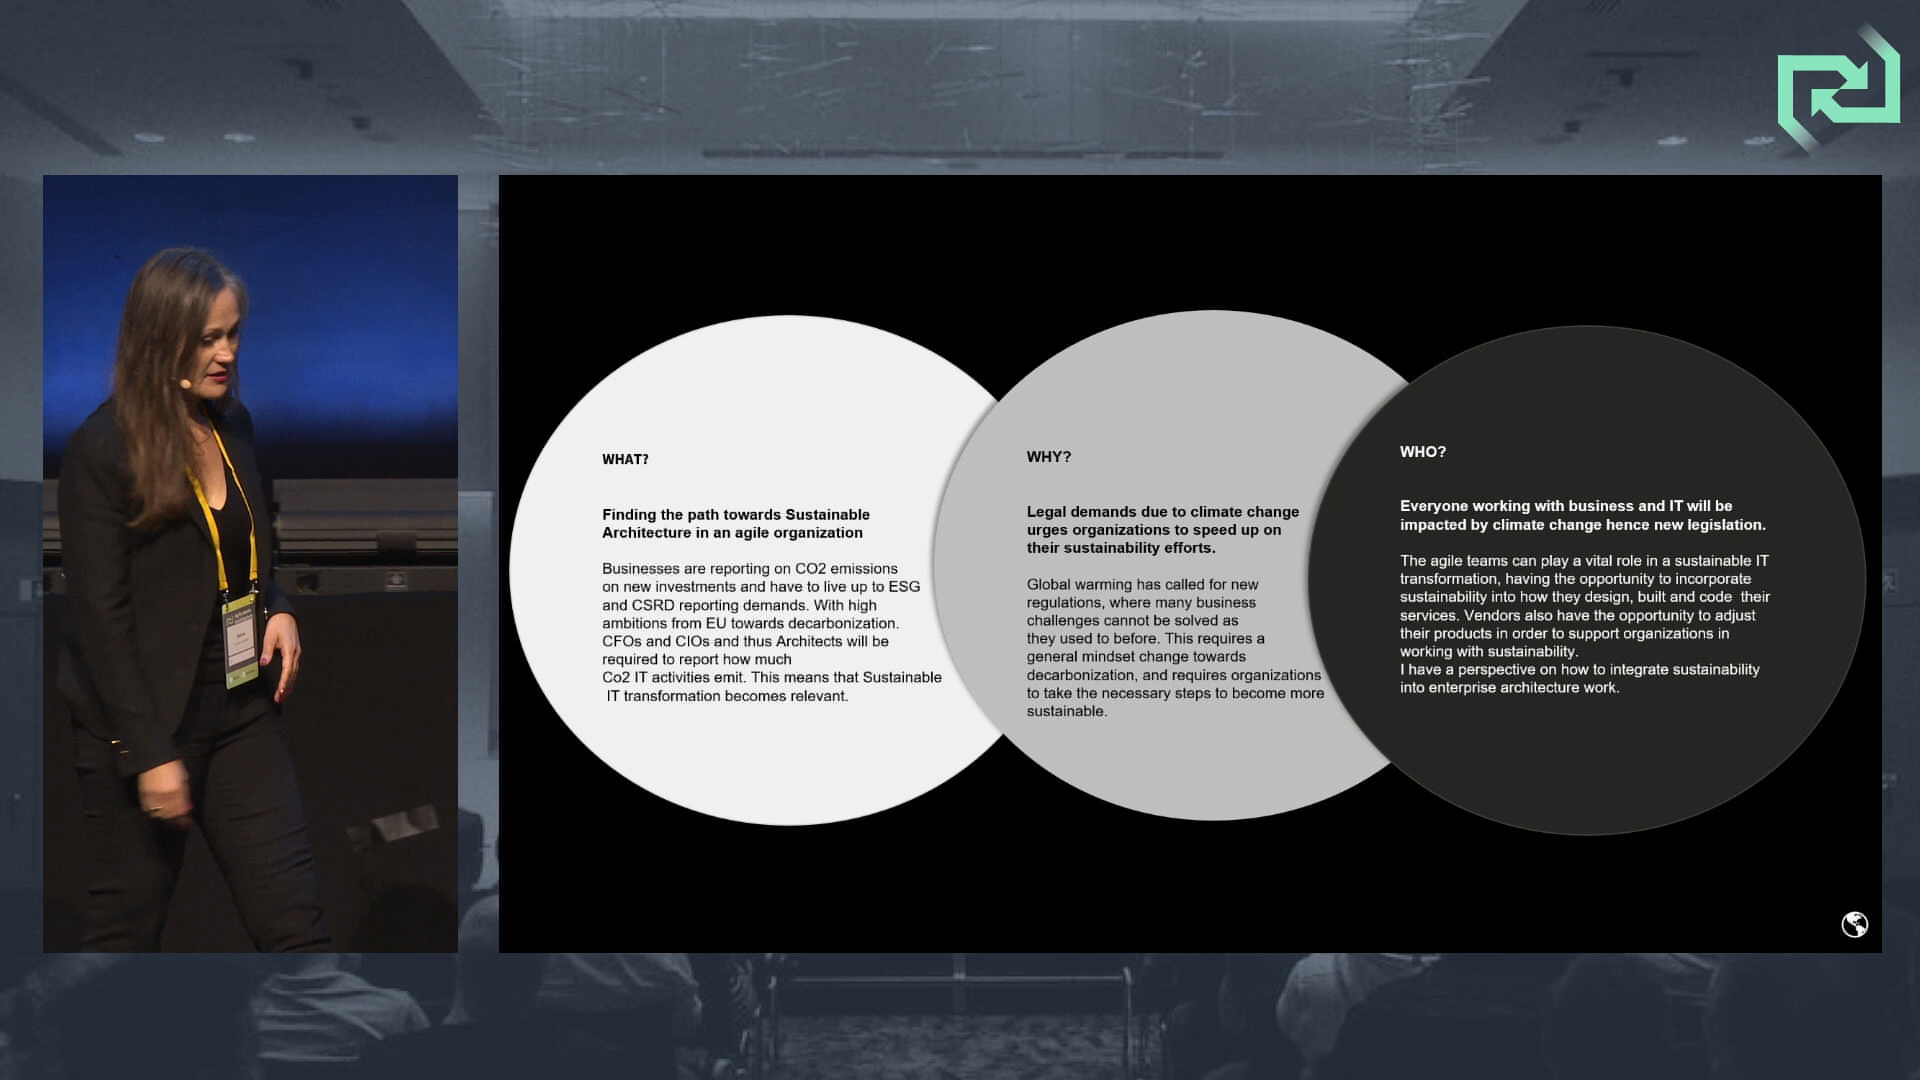 WHAT?
Finding the path towards Sustainable
Architecture in an agile organization
Businesses are reporting on CO2 emissions
on new investments and have to live up to ESG
and CSRD reporting demands. With high
ambitions from EU towards decarbonization.
CFOs and CIOs and thus Architects will be
required to report how much
Co2 IT activities emit. This means that Sustainable
IT transformation becomes relevant.
WHY?
Legal demands due to climate change
urges organizations to speed up on
their sustainability efforts.
Global warming has called for new
regulations, where many business
challenges cannot be solved as
they used to before. This requires a
general mindset change towards
decarbonization, and requires organizations
to take the necessary steps to become more
sustainable.
WHO?
Everyone working with business and IT will be
impacted by climate change hence new legislation.
The agile teams can play a vital role in a sustainable IT
transformation, having the opportunity to incorporate
sustainability into how they design, built and code  their
services. Vendors also have the opportunity to adjust
their products in order to support organizations in
working with sustainability.
I have a perspective on how to integrate sustainability
into enterprise architecture work.